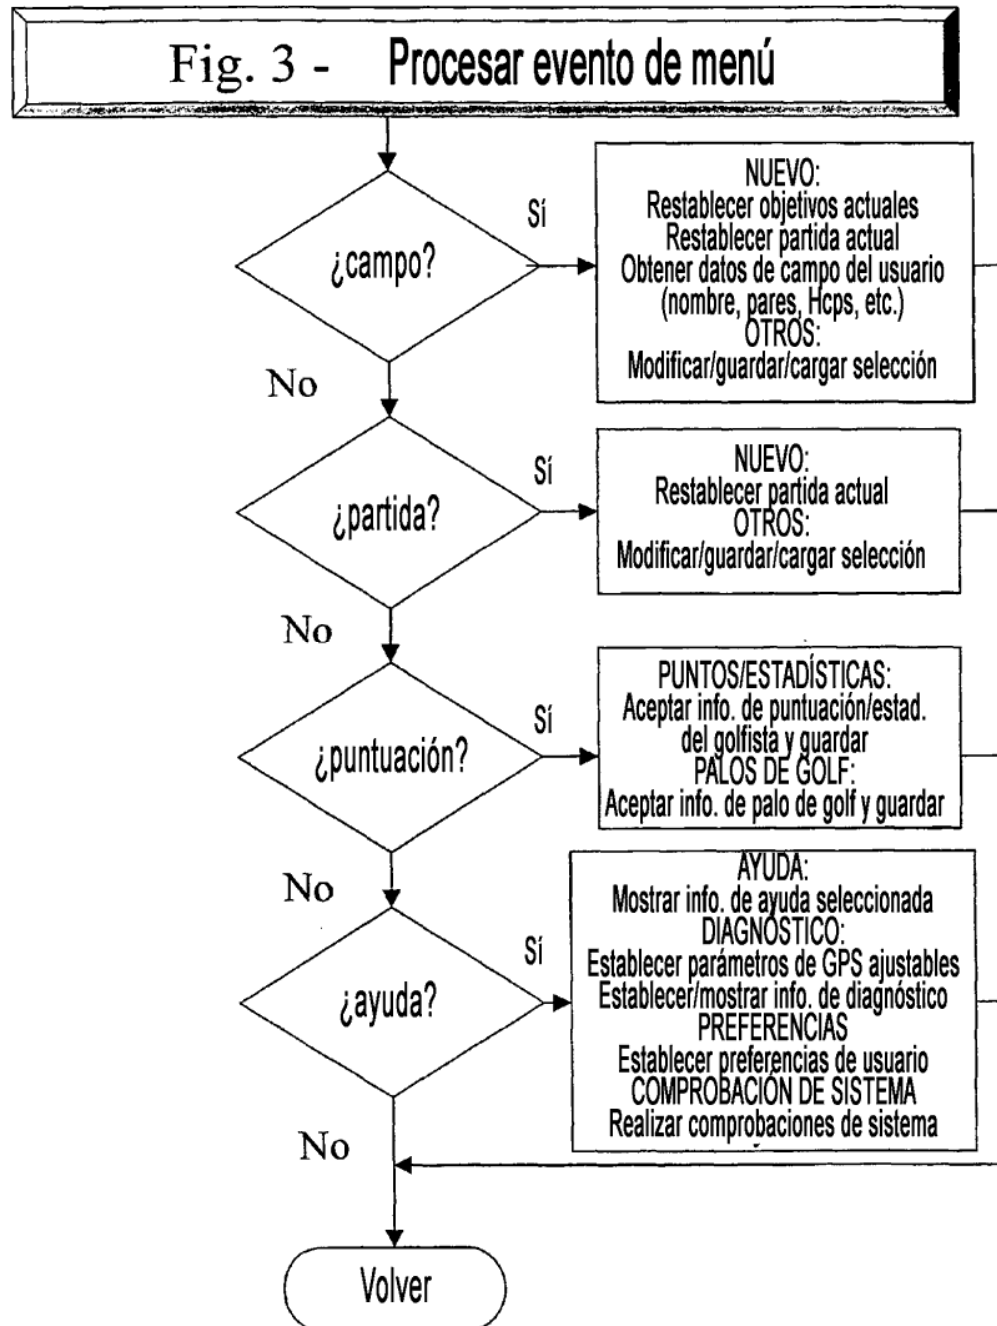 Fig. 3 - Procesar evento de menú
¿campo?
Sí
NUEVO:
Restablecer objetivos actuales
Restablecer partida actual
Obtener datos de campo del usuario
(nombre, pares, Hcps, etc.)
OTROS:
Modificar/guardar/cargar selección
No
¿partida?
Sí
NUEVO:
Restablecer partida actual
OTROS:
Modificar/guardar/cargar selección
No
¿puntuación?
Sí
PUNTOS/ESTADÍSTICAS:
Aceptar info. de puntuación/estad.
del golfista y guardar
PALOS DE GOLF:
Aceptar info. de palo de golf y guardar
No
¿ayuda?
Sí
AYUDA:
Mostrar info. de ayuda seleccionada
DIAGNÓSTICO:
Establecer parámetros de GPS ajustables
Establecer/mostrar info. de diagnóstico
PREFERENCIAS
Establecer preferencias de usuario
COMPROBACIÓN DE SISTEMA
Realizar comprobaciones de sistema
No
Volver